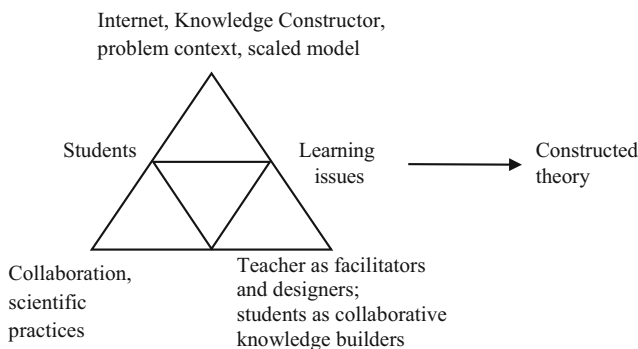 Internet, Knowledge Constructor,
problem context, scaled model
Students
Learning
issues
Constructed
theory
Collaboration,
scientific
practices
Teacher as facilitators
and designers;
students as collaborative
knowledge builders